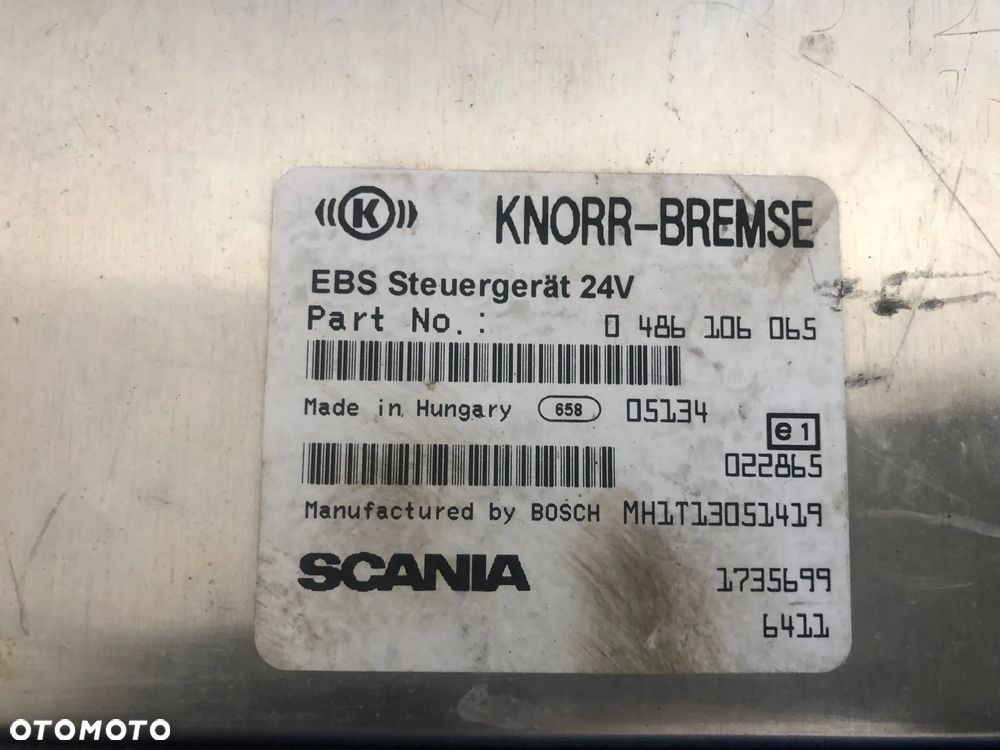 ((K)) KNORR-BREMSE
EBS Steuergerät 24V
Part No.: 0 486 106 065
Made in Hungary 658 05134
e1
022865
Manufactured by BOSCH MH1T13051419
SCANIA 1735699
6411
OTOMOTO